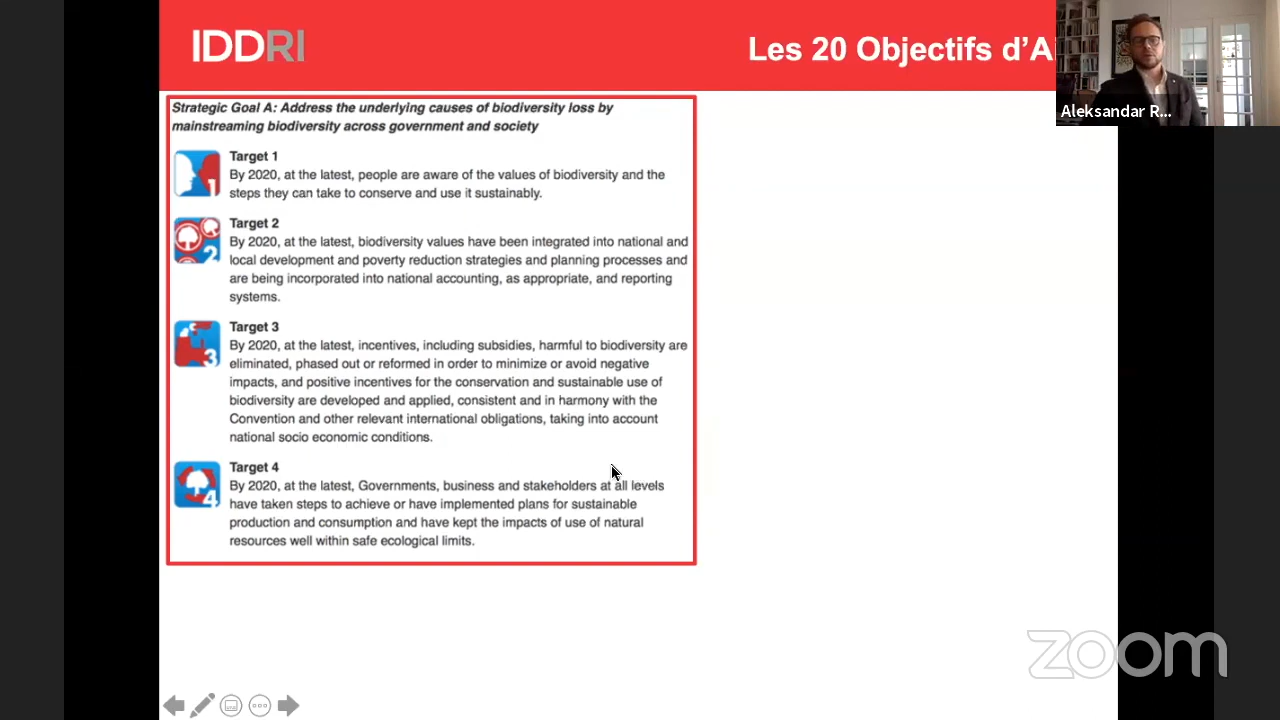 IDDRI
Les 20 Objectifs d'A
Aleksandar R...
Strategic Goal A: Address the underlying causes of biodiversity loss by
mainstreaming biodiversity across government and society
Target 1
By 2020, at the latest, people are aware of the values of biodiversity and the
steps they can take to conserve and use it sustainably.
1
Target 2
By 2020, at the latest, biodiversity values have been integrated into national and
local development and poverty reduction strategies and planning processes and
are being incorporated into national accounting, as appropriate, and reporting
systems.
2
Target 3
By 2020, at the latest, incentives, including subsidies, harmful to biodiversity are
eliminated, phased out or reformed in order to minimize or avoid negative
impacts, and positive incentives for the conservation and sustainable use of
biodiversity are developed and applied, consistent and in harmony with the
Convention and other relevant international obligations, taking into account
national socio economic conditions.
3
Target 4
By 2020, at the latest, Governments, business and stakeholders at all levels
have taken steps to achieve or have implemented plans for sustainable
production and consumption and have kept the impacts of use of natural
resources well within safe ecological limits.
4
zoom